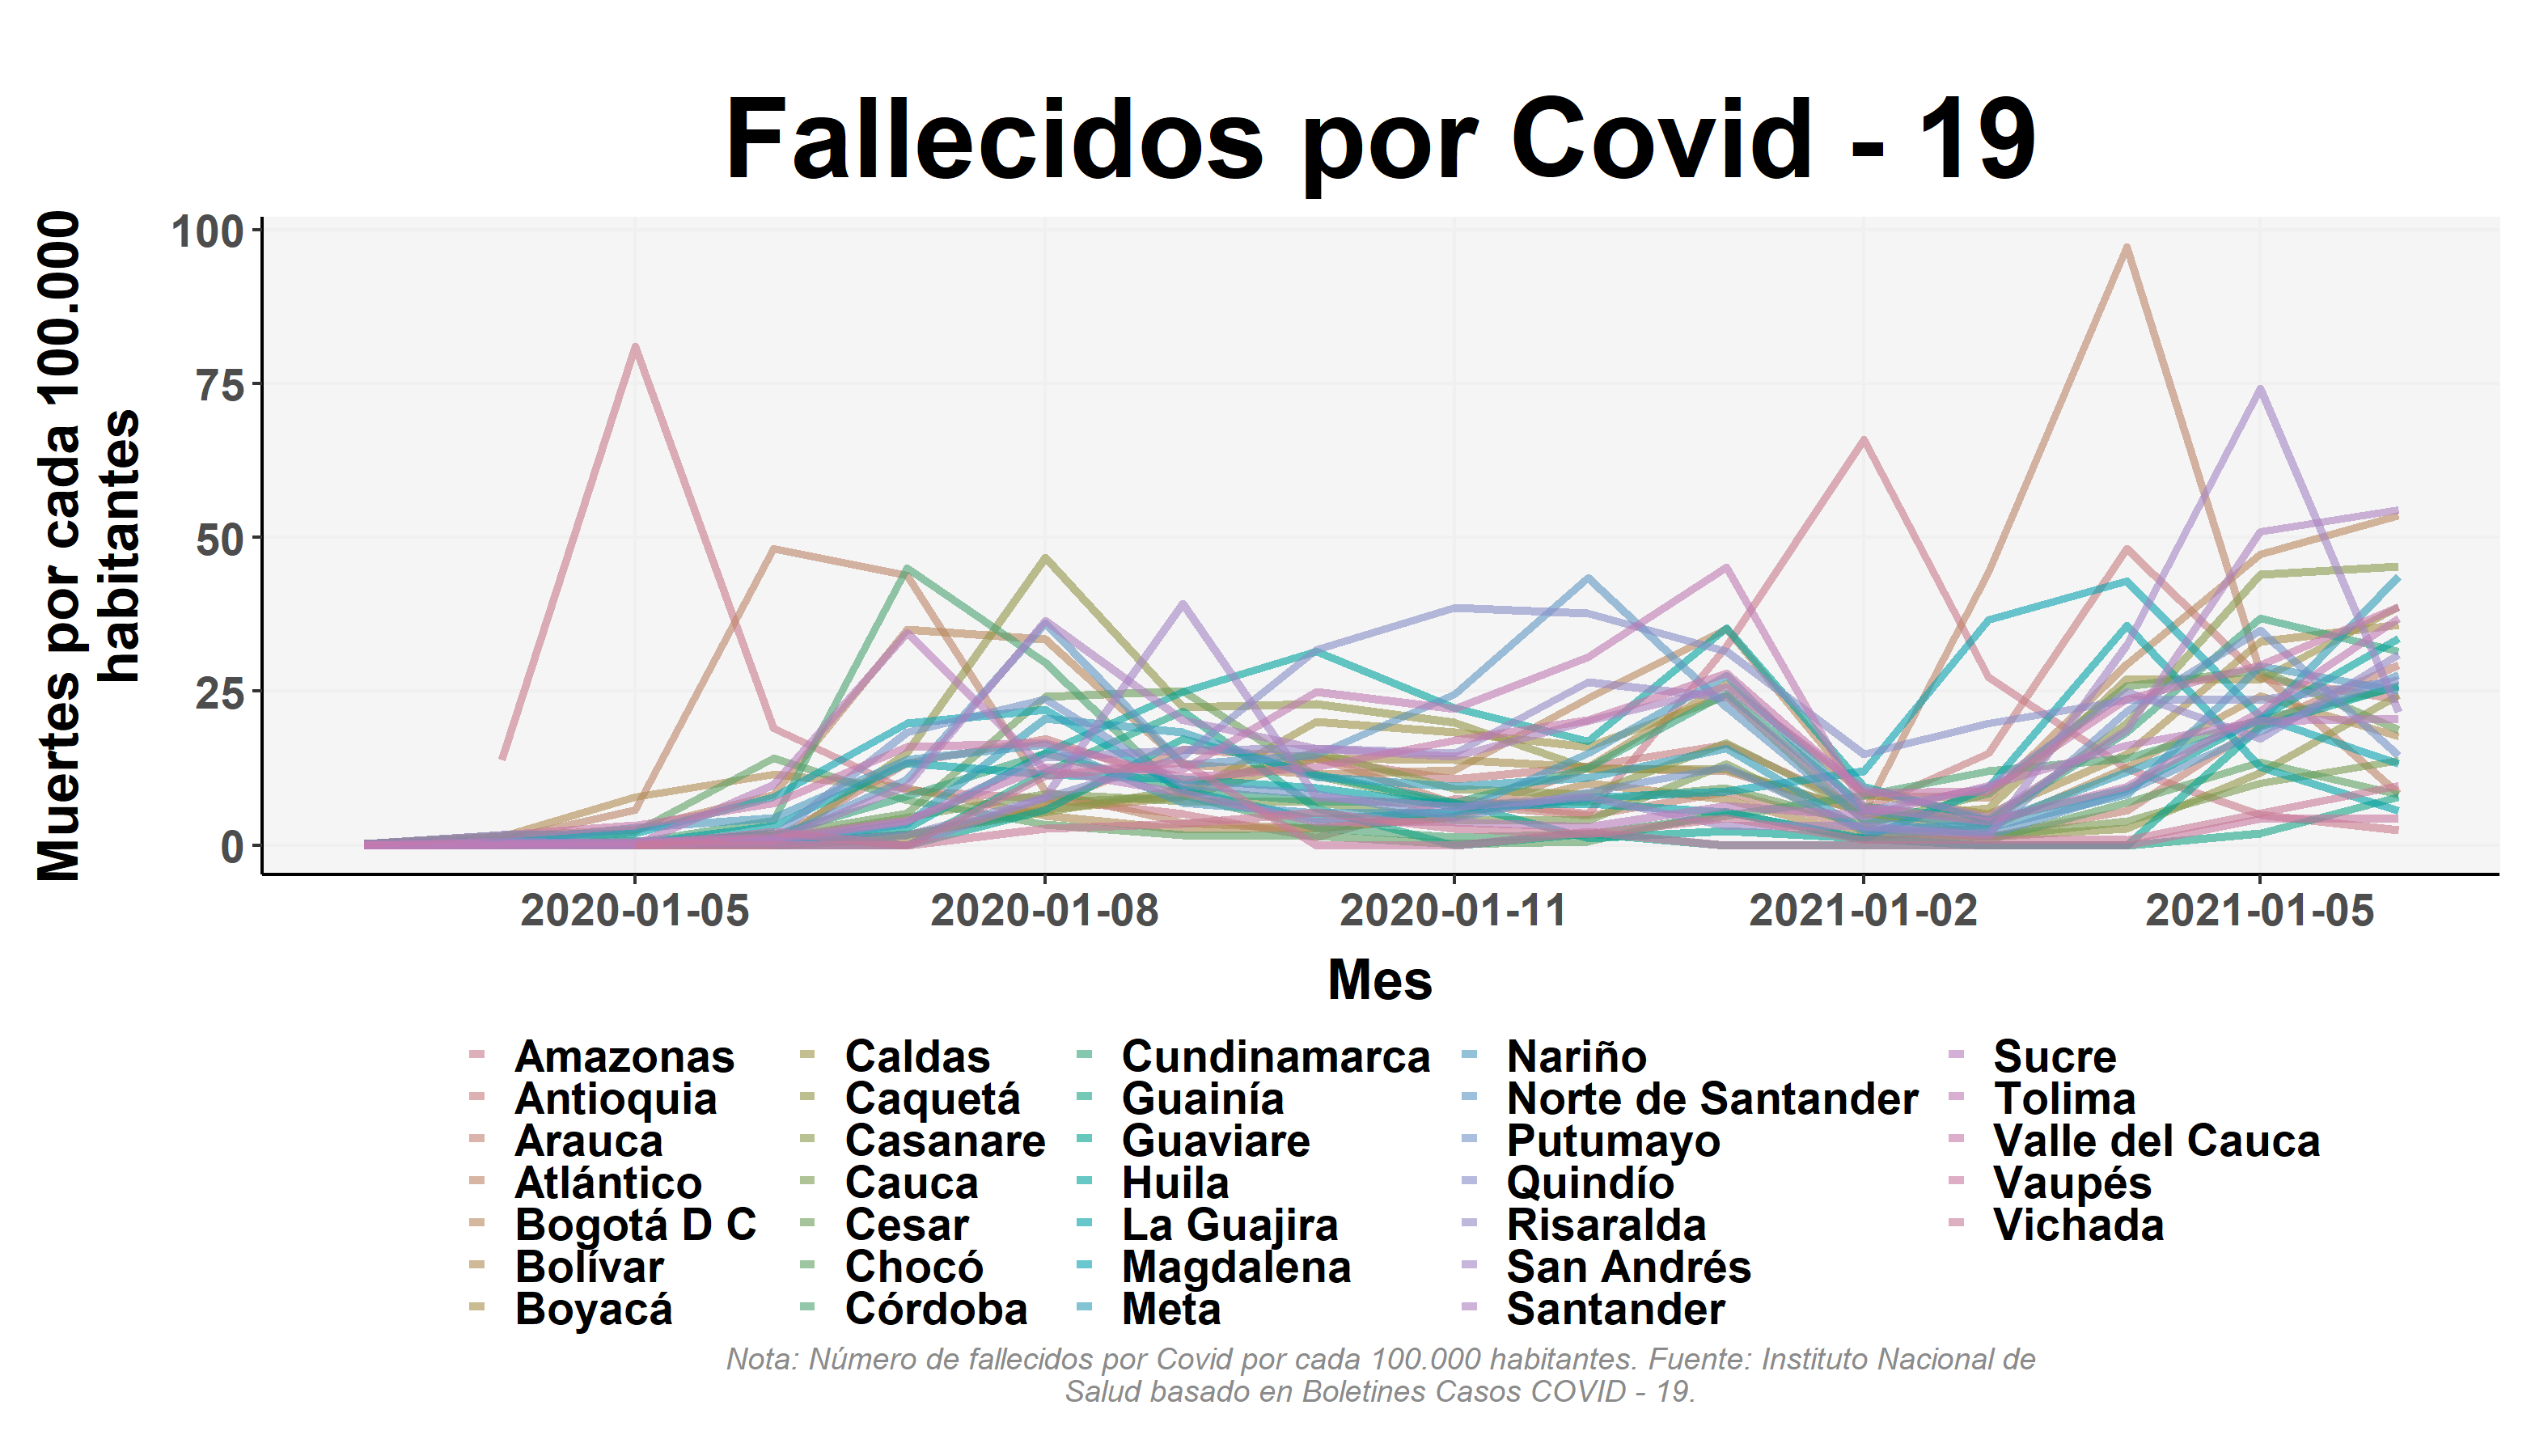 Fallecidos por Covid - 19
Muertes por cada 100.000
habitantes
100
75
50
25
0
2020-01-05
2020-01-08
2020-01-11
2021-01-02
2021-01-05
Mes
Amazonas
Antioquia
Arauca
Atlántico
Bogotá D C
Bolívar
Boyacá
Caldas
Caquetá
Casanare
Cauca
Cesar
Chocó
Córdoba
Cundinamarca
Guainía
Guaviare
Huila
La Guajira
Magdalena
Meta
Nariño
Norte de Santander
Putumayo
Quindío
Risaralda
San Andrés
Santander
Sucre
Tolima
Valle del Cauca
Vaupés
Vichada
Nota: Número de fallecidos por Covid por cada 100.000 habitantes. Fuente: Instituto Nacional de
Salud basado en Boletines Casos COVID - 19.